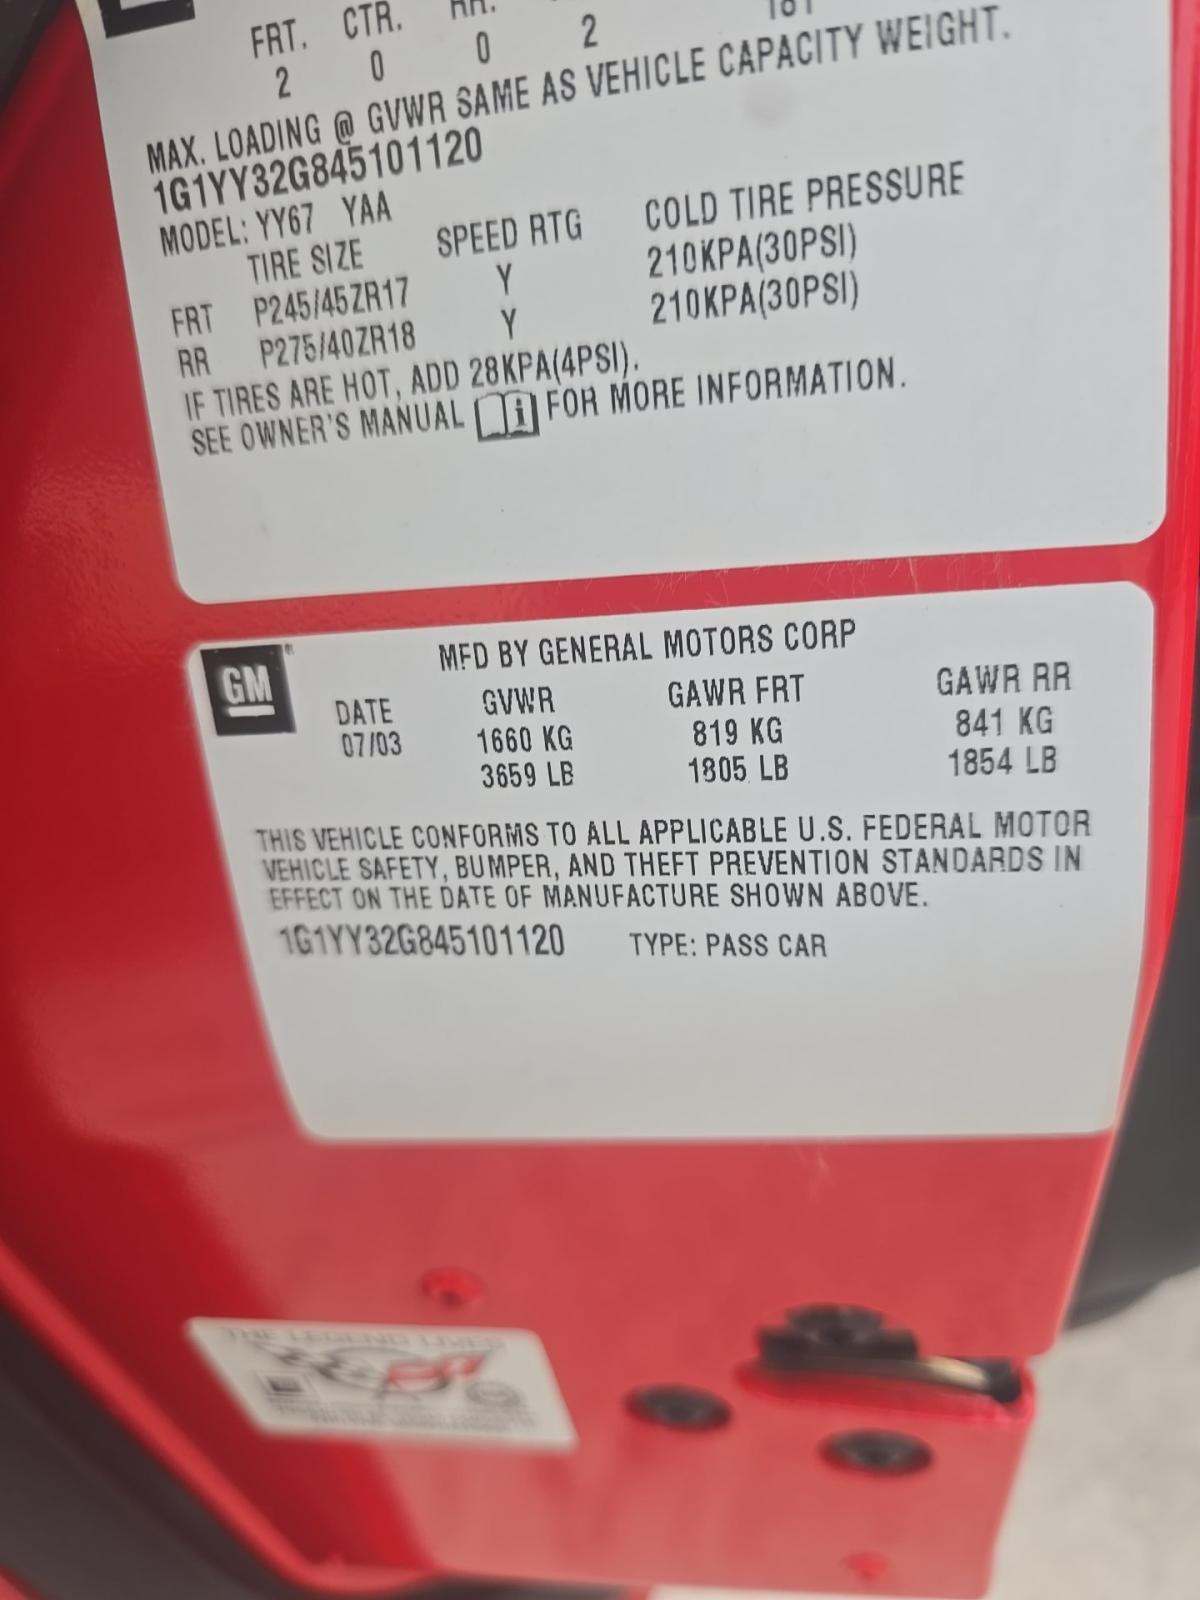 FRT. CTR. RR.
2 0 0 2 181
MAX. LOADING @ GVWR SAME AS VEHICLE CAPACITY WEIGHT.
1G1YY32G845101120
MODEL: YY67 YAA
TIRE SIZE SPEED RTG COLD TIRE PRESSURE
FRT P245/45ZR17 Y 210KPA(30PSI)
RR P275/40ZR18 Y 210KPA(30PSI)
IF TIRES ARE HOT, ADD 28KPA(4PSI).
SEE OWNER'S MANUAL i FOR MORE INFORMATION.
GM
MFD BY GENERAL MOTORS CORP
DATE GVWR GAWR FRT GAWR RR
07/03 1660 KG 819 KG 841 KG
3659 LB 1805 LB 1854 LB
THIS VEHICLE CONFORMS TO ALL APPLICABLE U.S. FEDERAL MOTOR
VEHICLE SAFETY, BUMPER, AND THEFT PREVENTION STANDARDS IN
EFFECT ON THE DATE OF MANUFACTURE SHOWN ABOVE.
1G1YY32G845101120 TYPE: PASS CAR
THE LEGEND LIVES